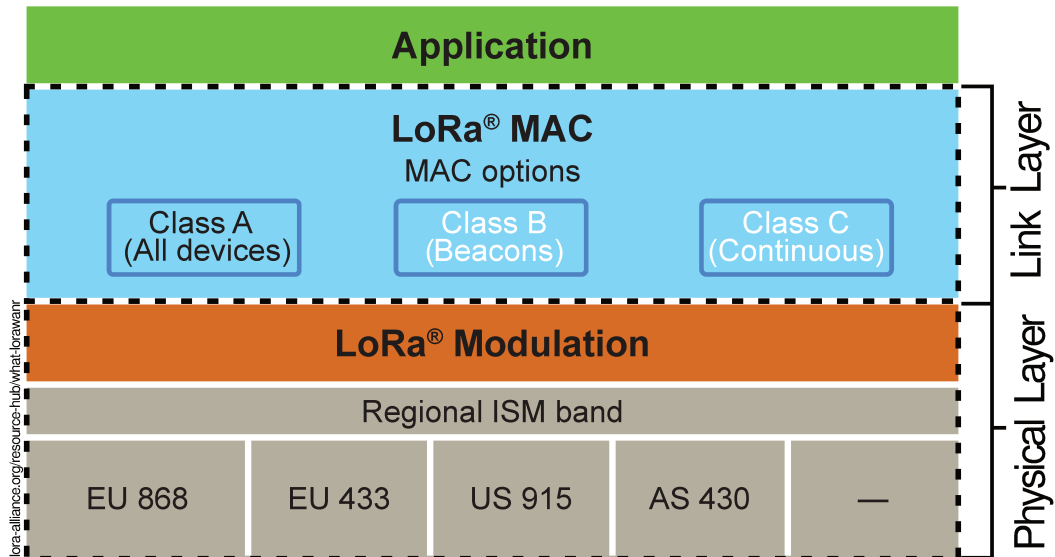 Application
LoRa® MAC
MAC options
Class A
(All devices)
Class B
(Beacons)
Class C
(Continuous)
LoRa® Modulation
Regional ISM band
EU 868
EU 433
US 915
AS 430
—
Link Layer
Physical Layer
lora-alliance.org/resource-hub/what-lorawanr